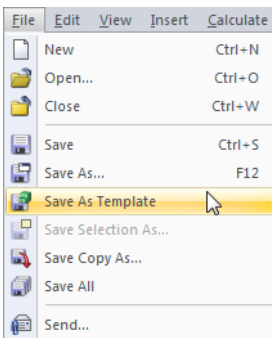 File Edit View Insert Calculate
New Ctrl+N
Open... Ctrl+O
Close Ctrl+W
Save Ctrl+S
Save As... F12
Save As Template
Save Selection As...
Save Copy As...
Save All
Send...